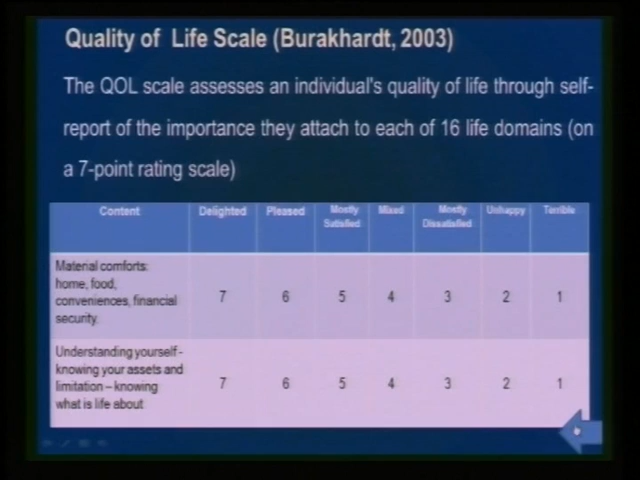 Quality of Life Scale (Burakhardt, 2003)
The QOL scale assesses an individual's quality of life through self-
report of the importance they attach to each of 16 life domains (on
a 7-point rating scale)
Content Delighted Pleased Mostly Satisfied Mixed Mostly Dissatisfied Unhappy Terrible
Material comforts:
home, food,
conveniences, financial
security. 7 6 5 4 3 2 1
Understanding yourself -
knowing your assets and
limitation – knowing
what is life about 7 6 5 4 3 2 1